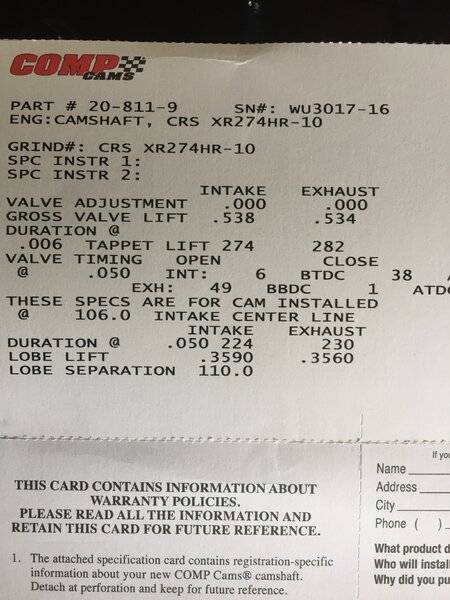 COMP
CAMS
PART # 20-811-9 SN#: WU3017-16
ENG:CAMSHAFT, CRS XR274HR-10
GRIND#: CRS XR274HR-10
SPC INSTR 1:
SPC INSTR 2:
INTAKE EXHAUST
VALVE ADJUSTMENT .000 .000
GROSS VALVE LIFT .538 .534
DURATION @
.006 TAPPET LIFT 274 282
VALVE TIMING OPEN CLOSE
@ .050 INT: 6 BTDC 38
EXH: 49 BBDC 1 ATD
THESE SPECS ARE FOR CAM INSTALLED
@ 106.0 INTAKE CENTER LINE
INTAKE EXHAUST
DURATION @ .050 224 230
LOBE LIFT .3590 .3560
LOBE SEPARATION 110.0
THIS CARD CONTAINS INFORMATION ABOUT
WARRANTY POLICIES.
PLEASE READ ALL THE INFORMATION AND
RETAIN THIS CARD FOR FUTURE REFERENCE.
1. The attached specification card contains registration-specific
information about your new COMP Cams® camshaft.
Detach at perforation and keep for future reference.
If you
Name
Address
City
Phone ( )
What product d
Who will instal
Why did you pu